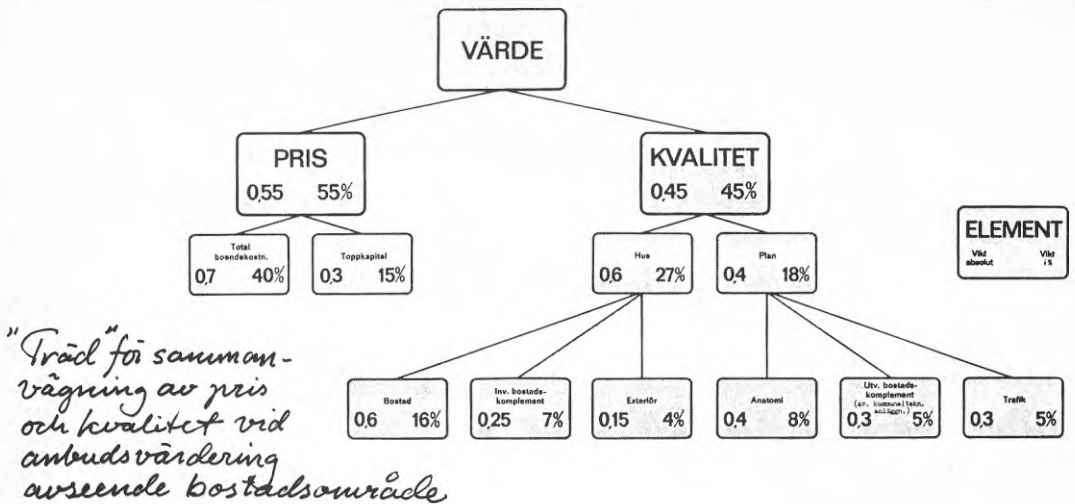 VÄRDE
PRIS
0,55 55%
KVALITET
0,45 45%
ELEMENT
Vikt absolut
Vikt i %
Total
boendekostn.
0,7 40%
Toppkapital
0,3 15%
Hus
0,6 27%
Plan
0,4 18%
Bostad
0,6 16%
Inv. bostads-
komplement
0,25 7%
Exteriör
0,15 4%
Anatomi
0,4 8%
Utv. bostads-
komplement
(äv. kommunaltekn.
anläggn.)
0,3 5%
Trafik
0,3 5%
"Träd" för samman-
vägning av pris
och kvalitet vid
anbudsvärdering
avseende bostadsområde